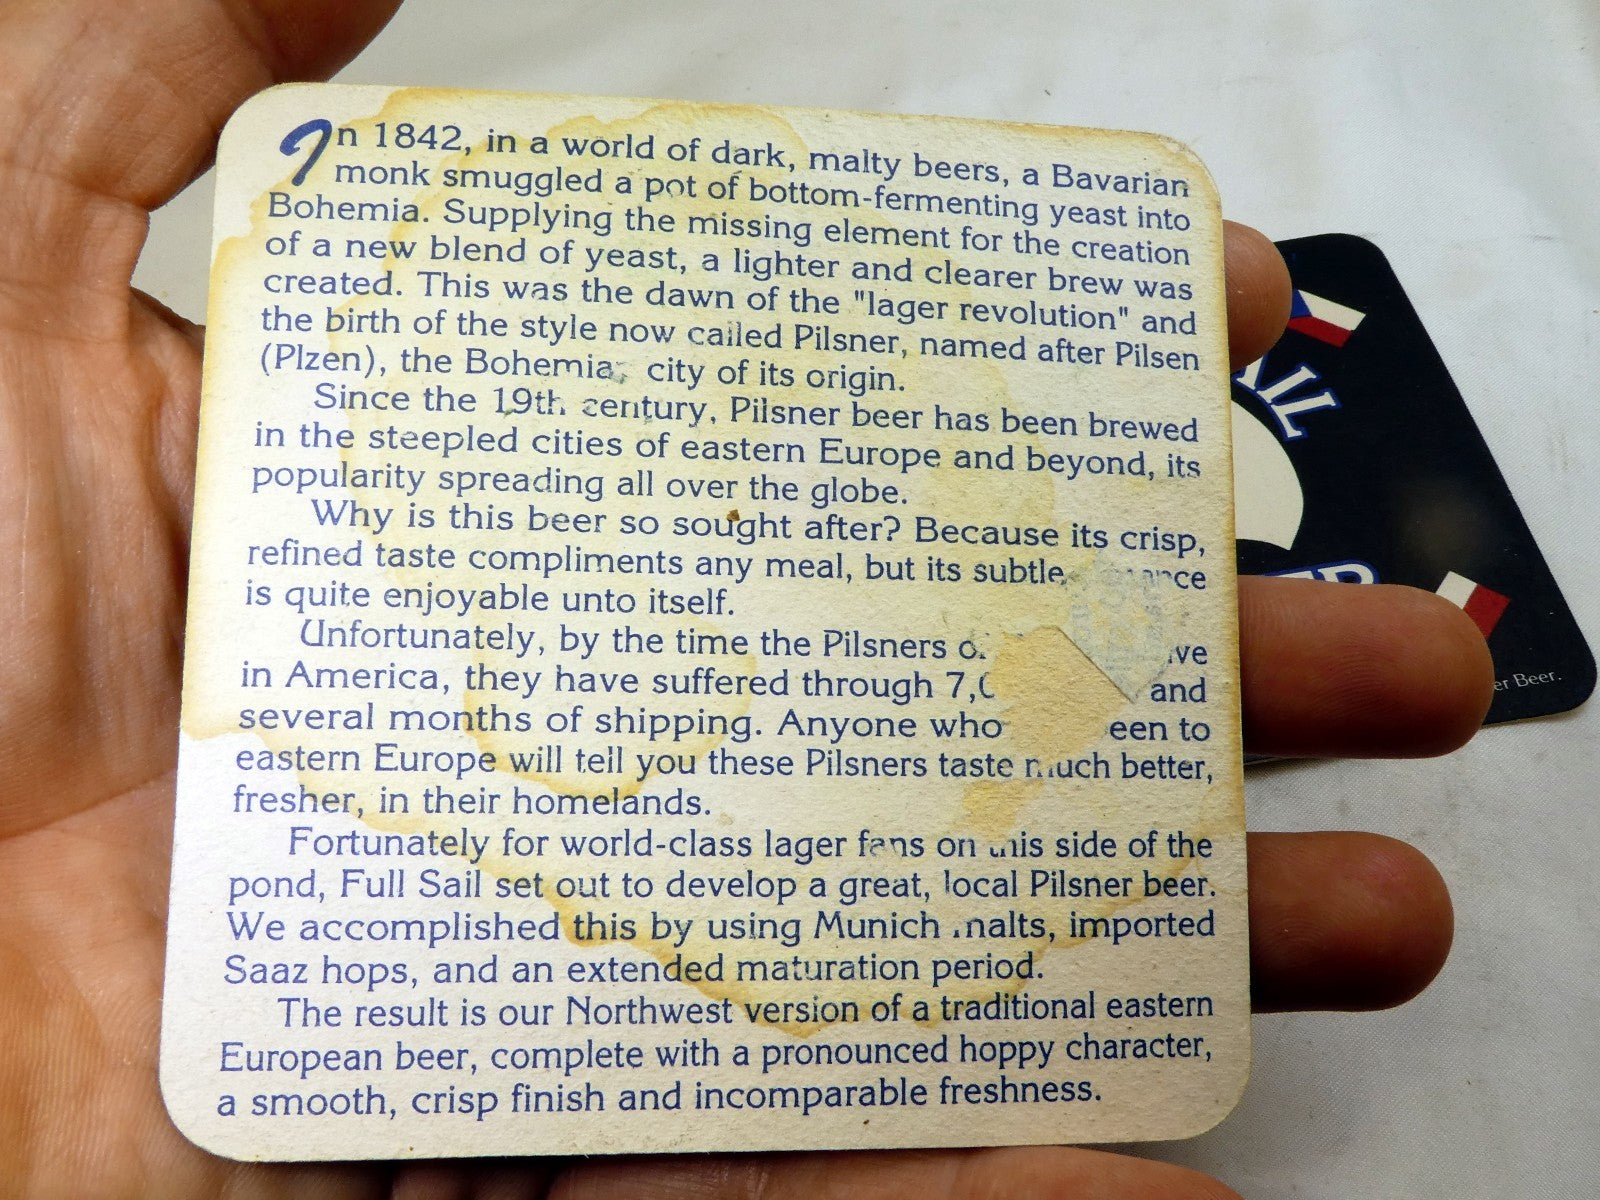 In 1842, in a world of dark, malty beers, a Bavarian
monk smuggled a pot of bottom-fermenting yeast into
Bohemia. Supplying the missing element for the creation
of a new blend of yeast, a lighter and clearer brew was
created. This was the dawn of the "lager revolution" and
the birth of the style now called Pilsner, named after Pilsen
(Plzen), the Bohemian city of its origin.
Since the 19th century, Pilsner beer has been brewed
in the steepled cities of eastern Europe and beyond, its
popularity spreading all over the globe.
Why is this beer so sought after? Because its crisp,
refined taste compliments any meal, but its subtle
is quite enjoyable unto itself.
Unfortunately, by the time the Pilsners
in America, they have suffered through and
several months of shipping. Anyone who to
eastern Europe will tell you these Pilsners taste much better,
fresher, in their homelands.
Fortunately for world-class lager fans on this side of the
pond, Full Sail set out to develop a great, local Pilsner beer.
We accomplished this by using Munich malts, imported
Saaz hops, and an extended maturation period.
The result is our Northwest version of a traditional eastern
European beer, complete with a pronounced hoppy character,
a smooth, crisp finish and incomparable freshness.
Beer.